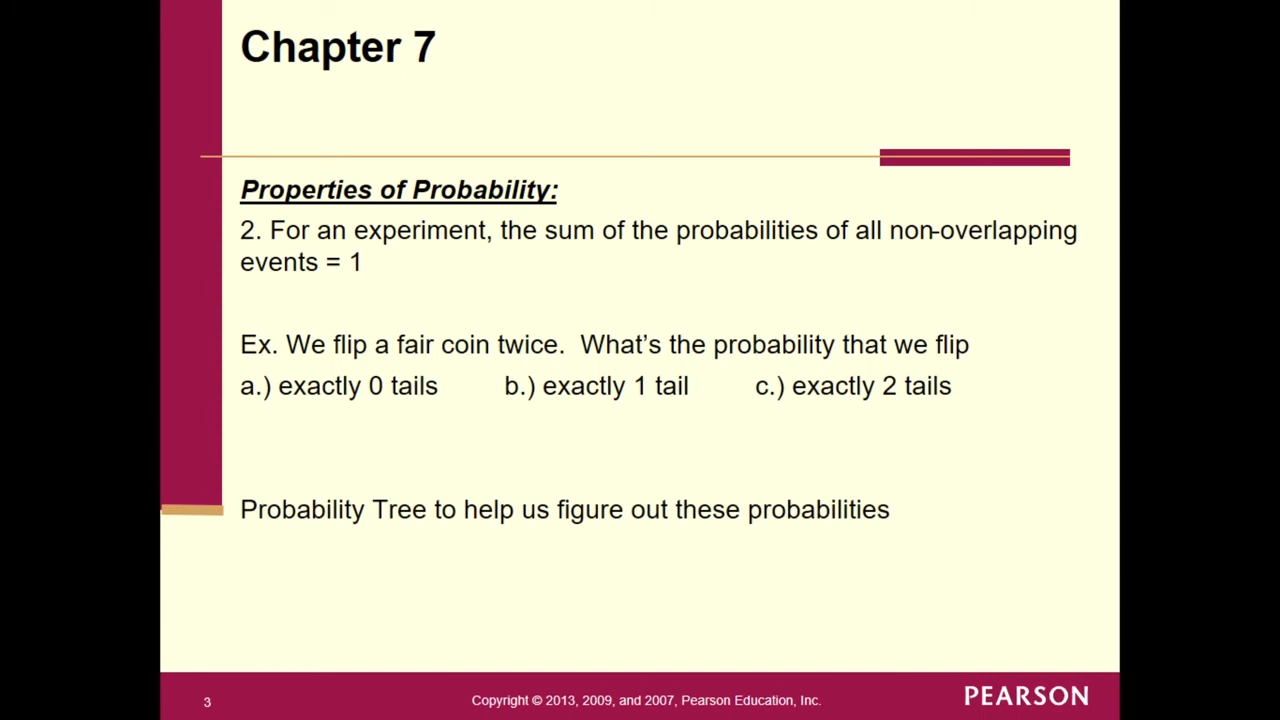 Chapter 7
Properties of Probability:
2. For an experiment, the sum of the probabilities of all non-overlapping
events = 1
Ex. We flip a fair coin twice.  What’s the probability that we flip
a.) exactly 0 tails   b.) exactly 1 tail   c.) exactly 2 tails
Probability Tree to help us figure out these probabilities
3   Copyright © 2013, 2009, and 2007, Pearson Education, Inc.   PEARSON